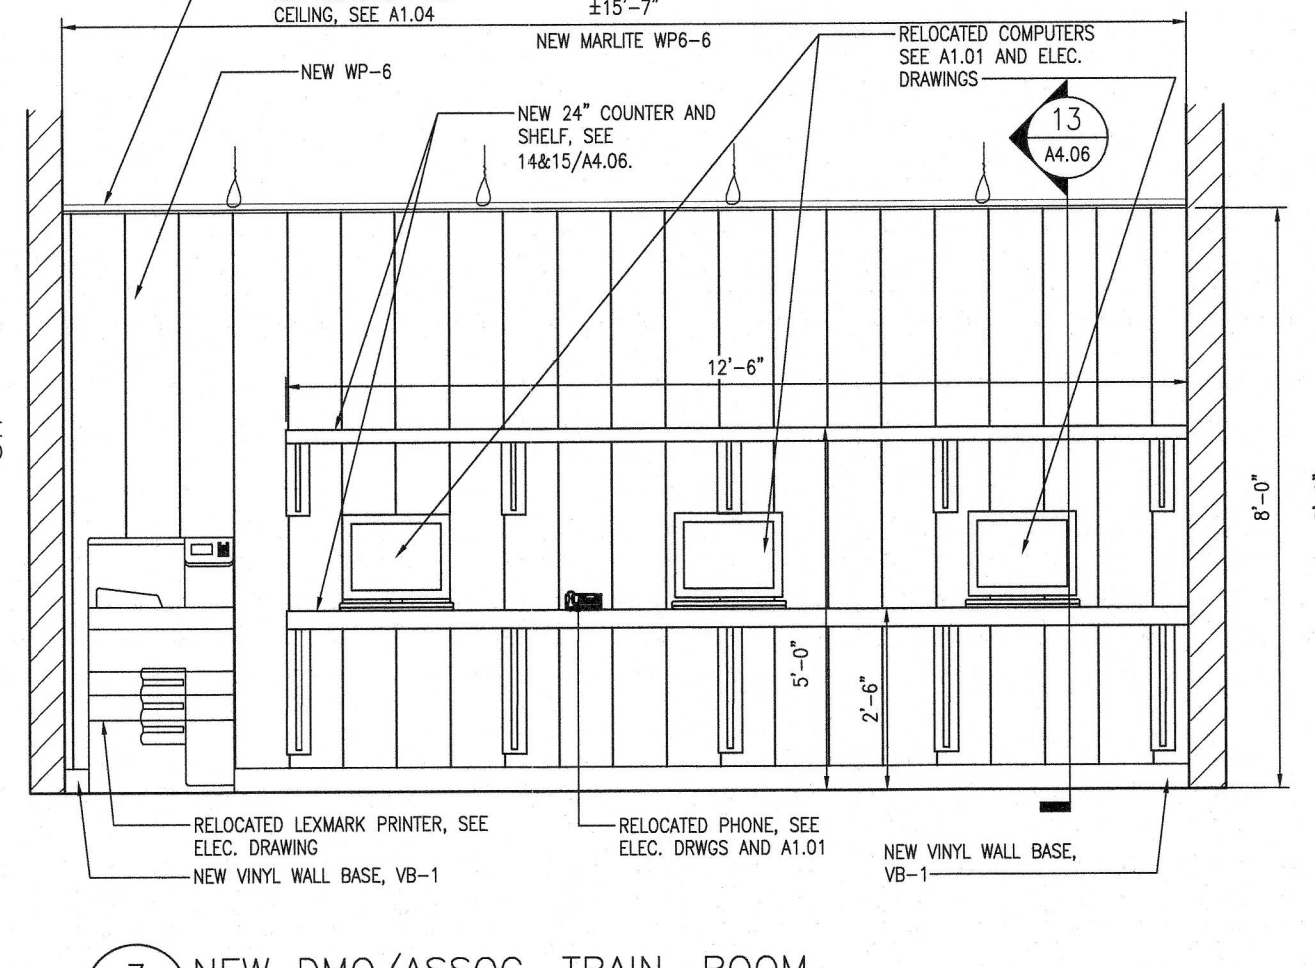 CEILING, SEE A1.04
±15'-7"
NEW MARLITE WP6-6
RELOCATED COMPUTERS
SEE A1.01 AND ELEC.
DRAWINGS
NEW WP-6
NEW 24" COUNTER AND
SHELF, SEE
14&15/A4.06.
13
A4.06
12'-6"
8'-0"
5'-0"
2'-6"
RELOCATED LEXMARK PRINTER, SEE
ELEC. DRAWING
NEW VINYL WALL BASE, VB-1
RELOCATED PHONE, SEE
ELEC. DRWGS AND A1.01
NEW VINYL WALL BASE,
VB-1
7
NEW DMO/ASSOC. TRAIN. ROOM